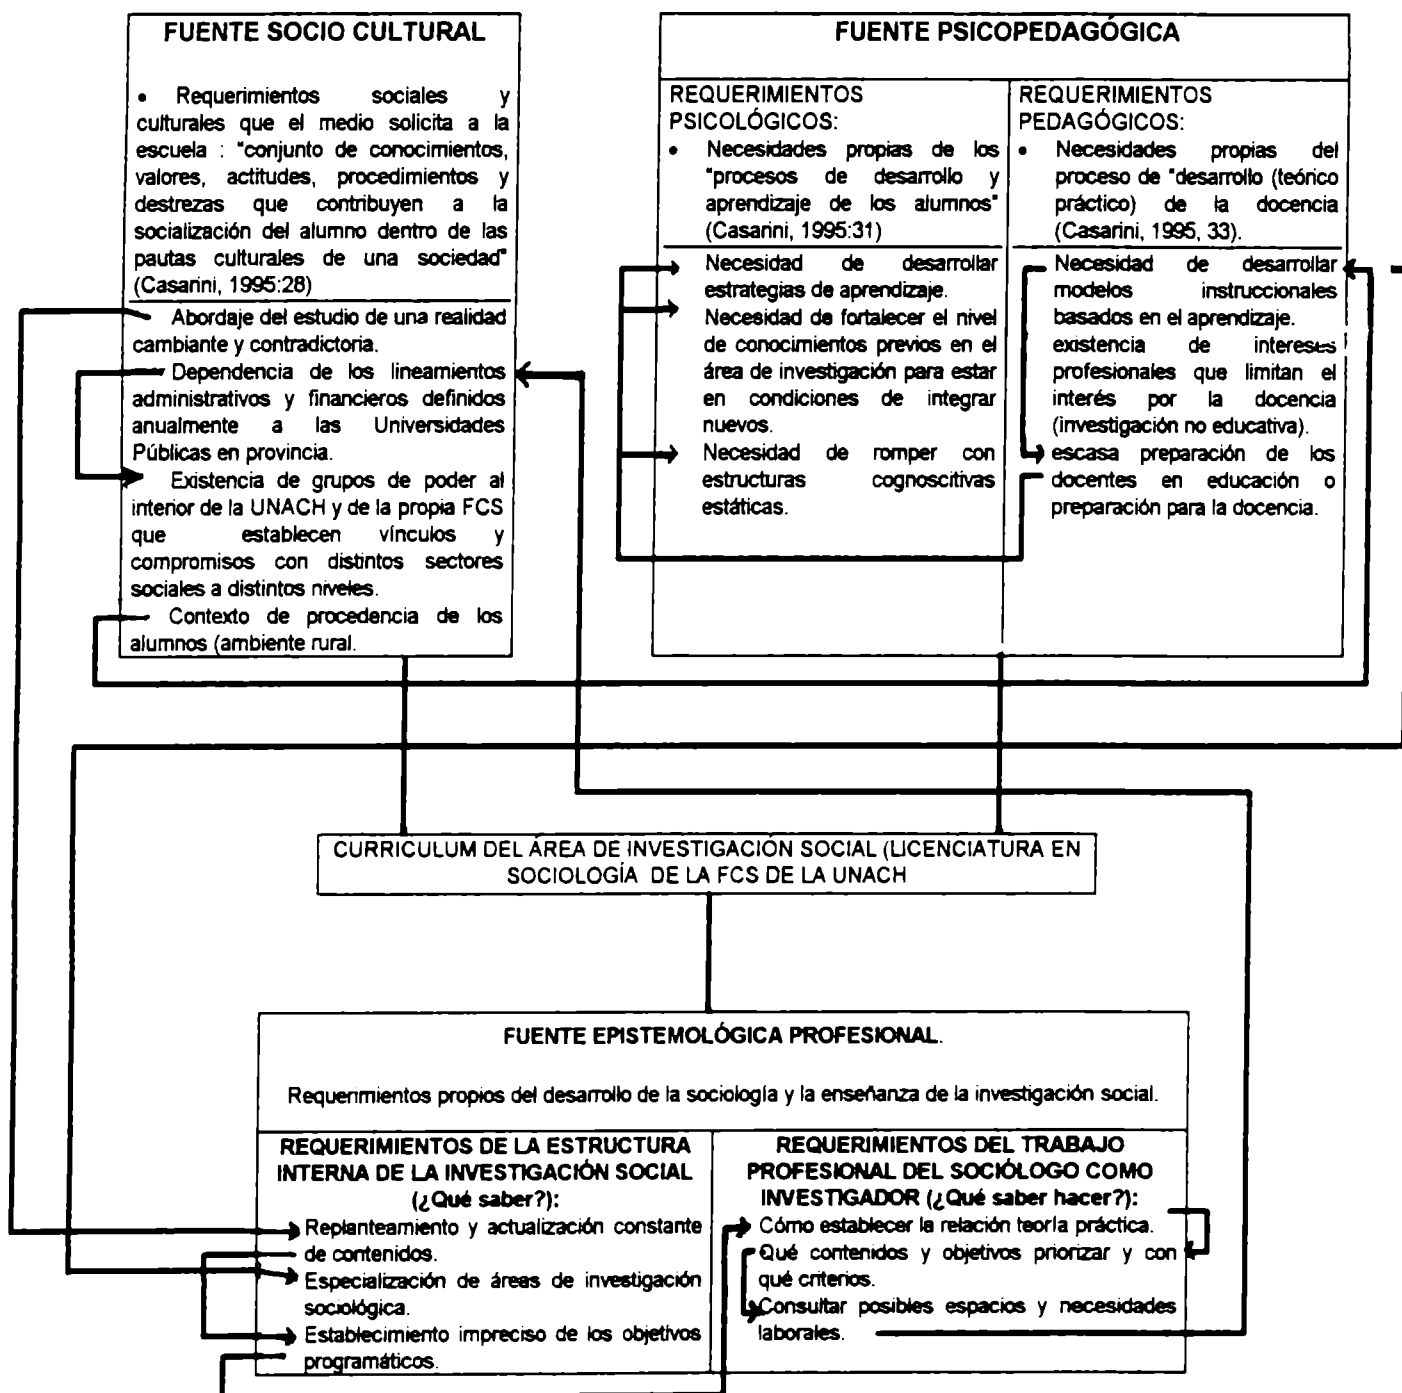 FUENTE SOCIO CULTURAL
• Requerimientos sociales y
culturales que el medio solicita a la
escuela : "conjunto de conocimientos,
valores, actitudes, procedimientos y
destrezas que contribuyen a la
socialización del alumno dentro de las
pautas culturales de una sociedad"
(Casarini, 1995:28)
Abordaje del estudio de una realidad
cambiante y contradictoria.
Dependencia de los lineamientos
administrativos y financieros definidos
anualmente a las Universidades
Públicas en provincia.
Existencia de grupos de poder al
interior de la UNACH y de la propia FCS
que establecen vínculos y
compromisos con distintos sectores
sociales a distintos niveles.
Contexto de procedencia de los
alumnos (ambiente rural.
FUENTE PSICOPEDAGÓGICA
REQUERIMIENTOS
PSICOLÓGICOS:
• Necesidades propias de los
"procesos de desarrollo y
aprendizaje de los alumnos"
(Casarini, 1995:31)
Necesidad de desarrollar
estrategias de aprendizaje.
Necesidad de fortalecer el nivel
de conocimientos previos en el
área de investigación para estar
en condiciones de integrar
nuevos.
Necesidad de romper con
estructuras cognoscitivas
estáticas.
REQUERIMIENTOS
PEDAGÓGICOS:
• Necesidades propias del
proceso de "desarrollo (teórico
práctico) de la docencia
(Casarini, 1995, 33).
Necesidad de desarrollar
modelos instruccionales
basados en el aprendizaje.
existencia de intereses
profesionales que limitan el
interés por la docencia
(investigación no educativa).
escasa preparación de los
docentes en educación o
preparación para la docencia.
CURRICULUM DEL ÁREA DE INVESTIGACIÓN SOCIAL (LICENCIATURA EN
SOCIOLOGÍA DE LA FCS DE LA UNACH
FUENTE EPISTEMOLÓGICA PROFESIONAL.
Requerimientos propios del desarrollo de la sociología y la enseñanza de la investigación social.
REQUERIMIENTOS DE LA ESTRUCTURA
INTERNA DE LA INVESTIGACIÓN SOCIAL
(¿Qué saber?):
Replanteamiento y actualización constante
de contenidos.
Especialización de áreas de investigación
sociológica.
Establecimiento impreciso de los objetivos
programáticos.
REQUERIMIENTOS DEL TRABAJO
PROFESIONAL DEL SOCIÓLOGO COMO
INVESTIGADOR (¿Qué saber hacer?):
Cómo establecer la relación teoría práctica.
Qué contenidos y objetivos priorizar y con
qué criterios.
Consultar posibles espacios y necesidades
laborales.